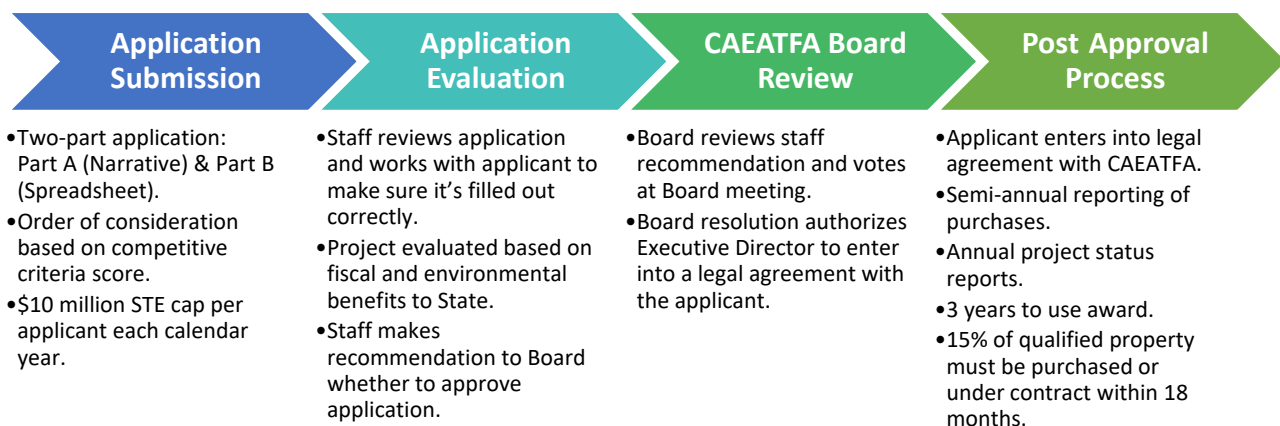 Application
Submission
•Two-part application:
Part A (Narrative) & Part B
(Spreadsheet).
•Order of consideration
based on competitive
criteria score.
•$10 million STE cap per
applicant each calendar
year.
Application
Evaluation
•Staff reviews application
and works with applicant to
make sure it’s filled out
correctly.
•Project evaluated based on
fiscal and environmental
benefits to State.
•Staff makes
recommendation to Board
whether to approve
application.
CAEATFA Board
Review
•Board reviews staff
recommendation and votes
at Board meeting.
•Board resolution authorizes
Executive Director to enter
into a legal agreement with
the applicant.
Post Approval
Process
•Applicant enters into legal
agreement with CAEATFA.
•Semi-annual reporting of
purchases.
•Annual project status
reports.
•3 years to use award.
•15% of qualified property
must be purchased or
under contract within 18
months.